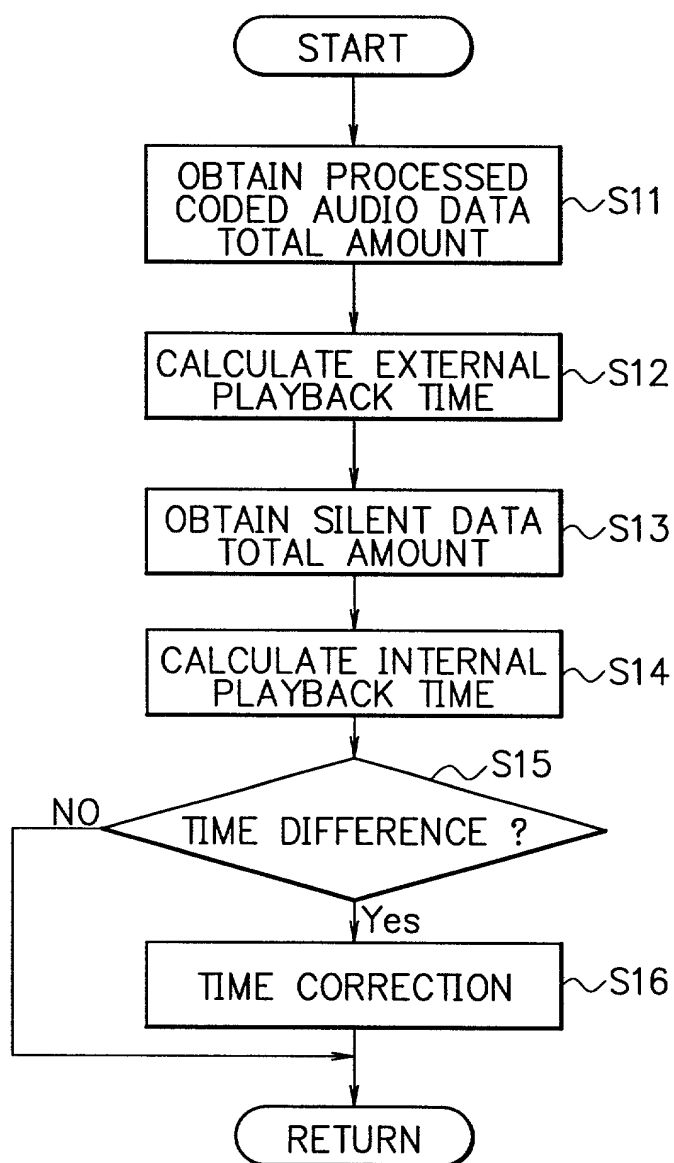 START
OBTAIN PROCESSED
CODED AUDIO DATA
TOTAL AMOUNT
S11
CALCULATE EXTERNAL
PLAYBACK TIME
S12
OBTAIN SILENT DATA
TOTAL AMOUNT
S13
CALCULATE INTERNAL
PLAYBACK TIME
S14
S15
NO
TIME DIFFERENCE ?
Yes
TIME CORRECTION
S16
RETURN